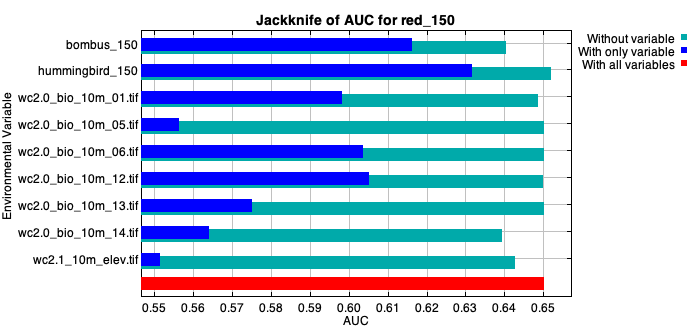 Jackknife of AUC for red_150
Without variable
With only variable
With all variables
Environmental Variable
bombus_150
hummingbird_150
wc2.0_bio_10m_01.tif
wc2.0_bio_10m_05.tif
wc2.0_bio_10m_06.tif
wc2.0_bio_10m_12.tif
wc2.0_bio_10m_13.tif
wc2.0_bio_10m_14.tif
wc2.1_10m_elev.tif
0.55 0.56 0.57 0.58 0.59 0.60 0.61 0.62 0.63 0.64 0.65
AUC